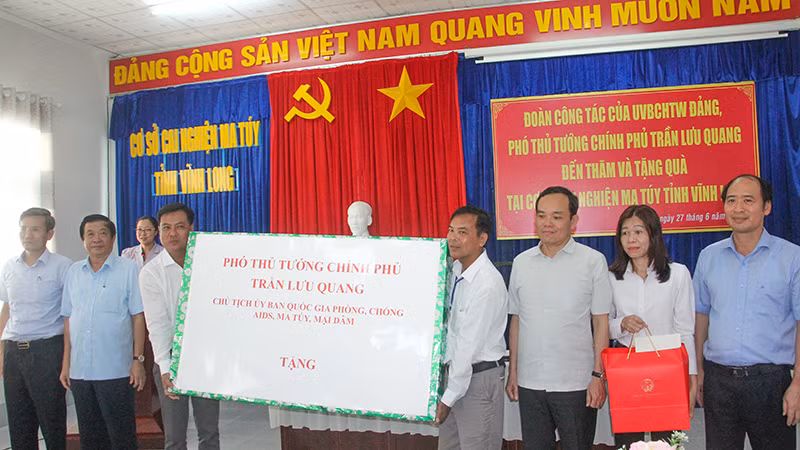 ĐẢNG CỘNG SẢN VIỆT NAM QUANG VINH MUÔN NĂM
CƠ SỞ CAI NGHIỆN MA TÚY
TỈNH VĨNH LONG
ĐOÀN CÔNG TÁC CỦA UVBCHTW ĐẢNG,
PHÓ THỦ TƯỚNG CHÍNH PHỦ TRẦN LƯU QUANG
ĐẾN THĂM VÀ TẶNG QUÀ
TẠI CƠ NGHIỆN MA TÚY TỈNH VĨNH
27 tháng 6 năm
PHÓ THỦ TƯỚNG CHÍNH PHỦ
TRẦN LƯU QUANG
CHỦ TỊCH ỦY BAN QUỐC GIA PHÒNG, CHỐNG
AIDS, MA TÚY, MẠI DÂM
TẶNG